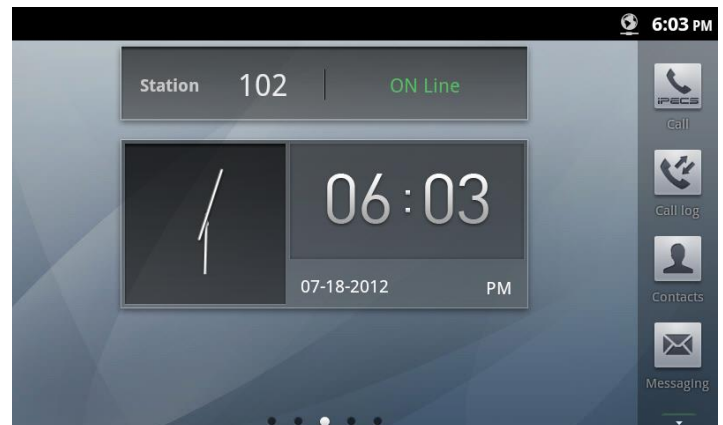 6:03 PM
Station 102 ON Line
06:03
07-18-2012 PM
iPECS
Call
Call log
Contacts
Messaging